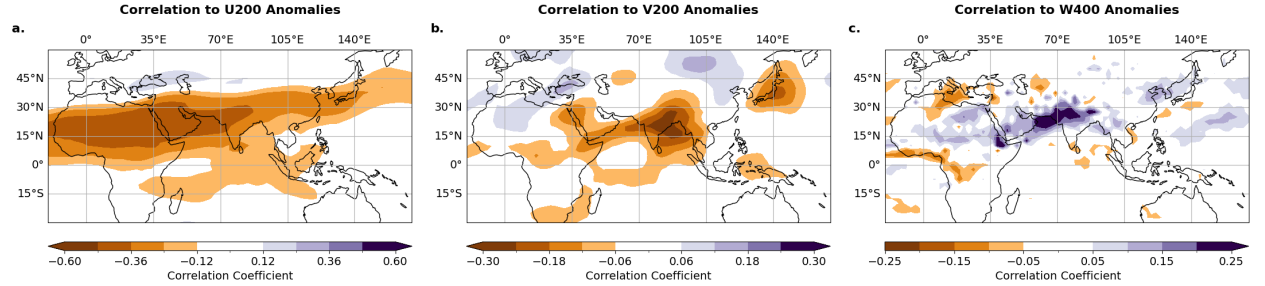 Correlation to U200 Anomalies
a.
0° 35°E 70°E 105°E 140°E
45°N
30°N
15°N
0°
15°S
−0.60 −0.36 −0.12 0.12 0.36 0.60
Correlation Coefficient
Correlation to V200 Anomalies
b.
0° 35°E 70°E 105°E 140°E
45°N
30°N
15°N
0°
15°S
−0.30 −0.18 −0.06 0.06 0.18 0.30
Correlation Coefficient
Correlation to W400 Anomalies
c.
0° 35°E 70°E 105°E 140°E
45°N
30°N
15°N
0°
15°S
−0.25 −0.15 −0.05 0.05 0.15 0.25
Correlation Coefficient